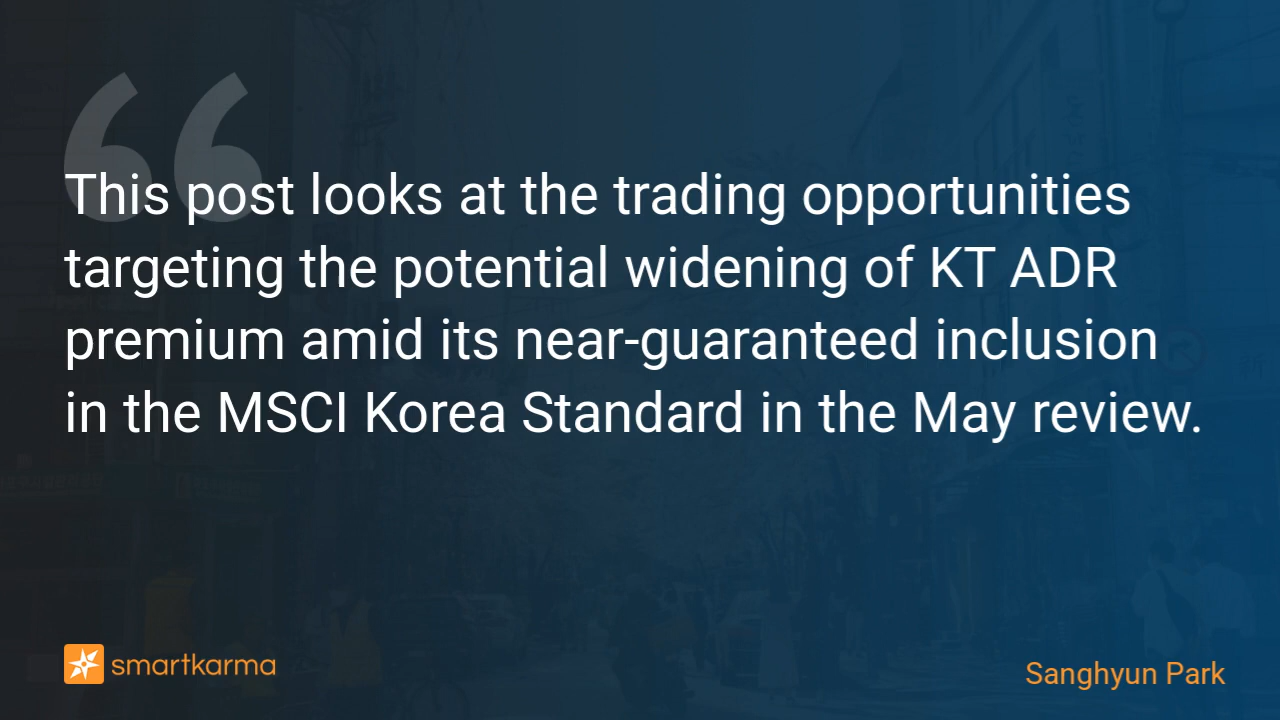 This post looks at the trading opportunities
targeting the potential widening of KT ADR
premium amid its near-guaranteed inclusion
in the MSCI Korea Standard in the May review.
smartkarma
Sanghyun Park